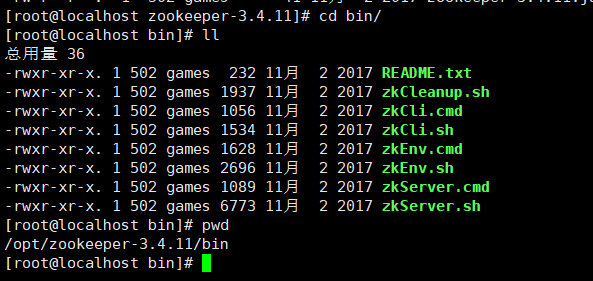 [root@localhost zookeeper-3.4.11]# cd bin/
[root@localhost bin]# ll
总用量 36
-rwxr-xr-x. 1 502 games  232 11月  2 2017 README.txt
-rwxr-xr-x. 1 502 games 1937 11月  2 2017 zkCleanup.sh
-rwxr-xr-x. 1 502 games 1056 11月  2 2017 zkCli.cmd
-rwxr-xr-x. 1 502 games 1534 11月  2 2017 zkCli.sh
-rwxr-xr-x. 1 502 games 1628 11月  2 2017 zkEnv.cmd
-rwxr-xr-x. 1 502 games 2696 11月  2 2017 zkEnv.sh
-rwxr-xr-x. 1 502 games 1089 11月  2 2017 zkServer.cmd
-rwxr-xr-x. 1 502 games 6773 11月  2 2017 zkServer.sh
[root@localhost bin]# pwd
/opt/zookeeper-3.4.11/bin
[root@localhost bin]#